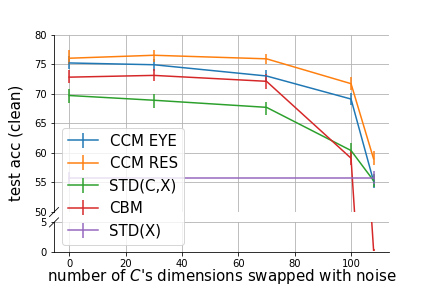 80
75
70
65
60
55
50
5
0
test acc (clean)
CCM EYE
CCM RES
STD(C,X)
CBM
STD(X)
0 20 40 60 80 100
number of C's dimensions swapped with noise